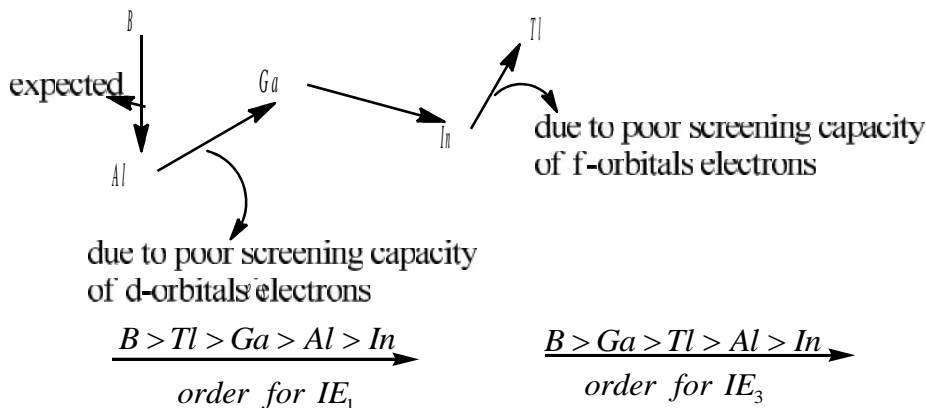 B
Tl
Ga
expected
In
due to poor screening capacity
of f-orbitals electrons
Al
due to poor screening capacity
of d-orbitals electrons
B > Tl > Ga > Al > In
order for IE₁
B > Ga > Tl > Al > In
order for IE₃